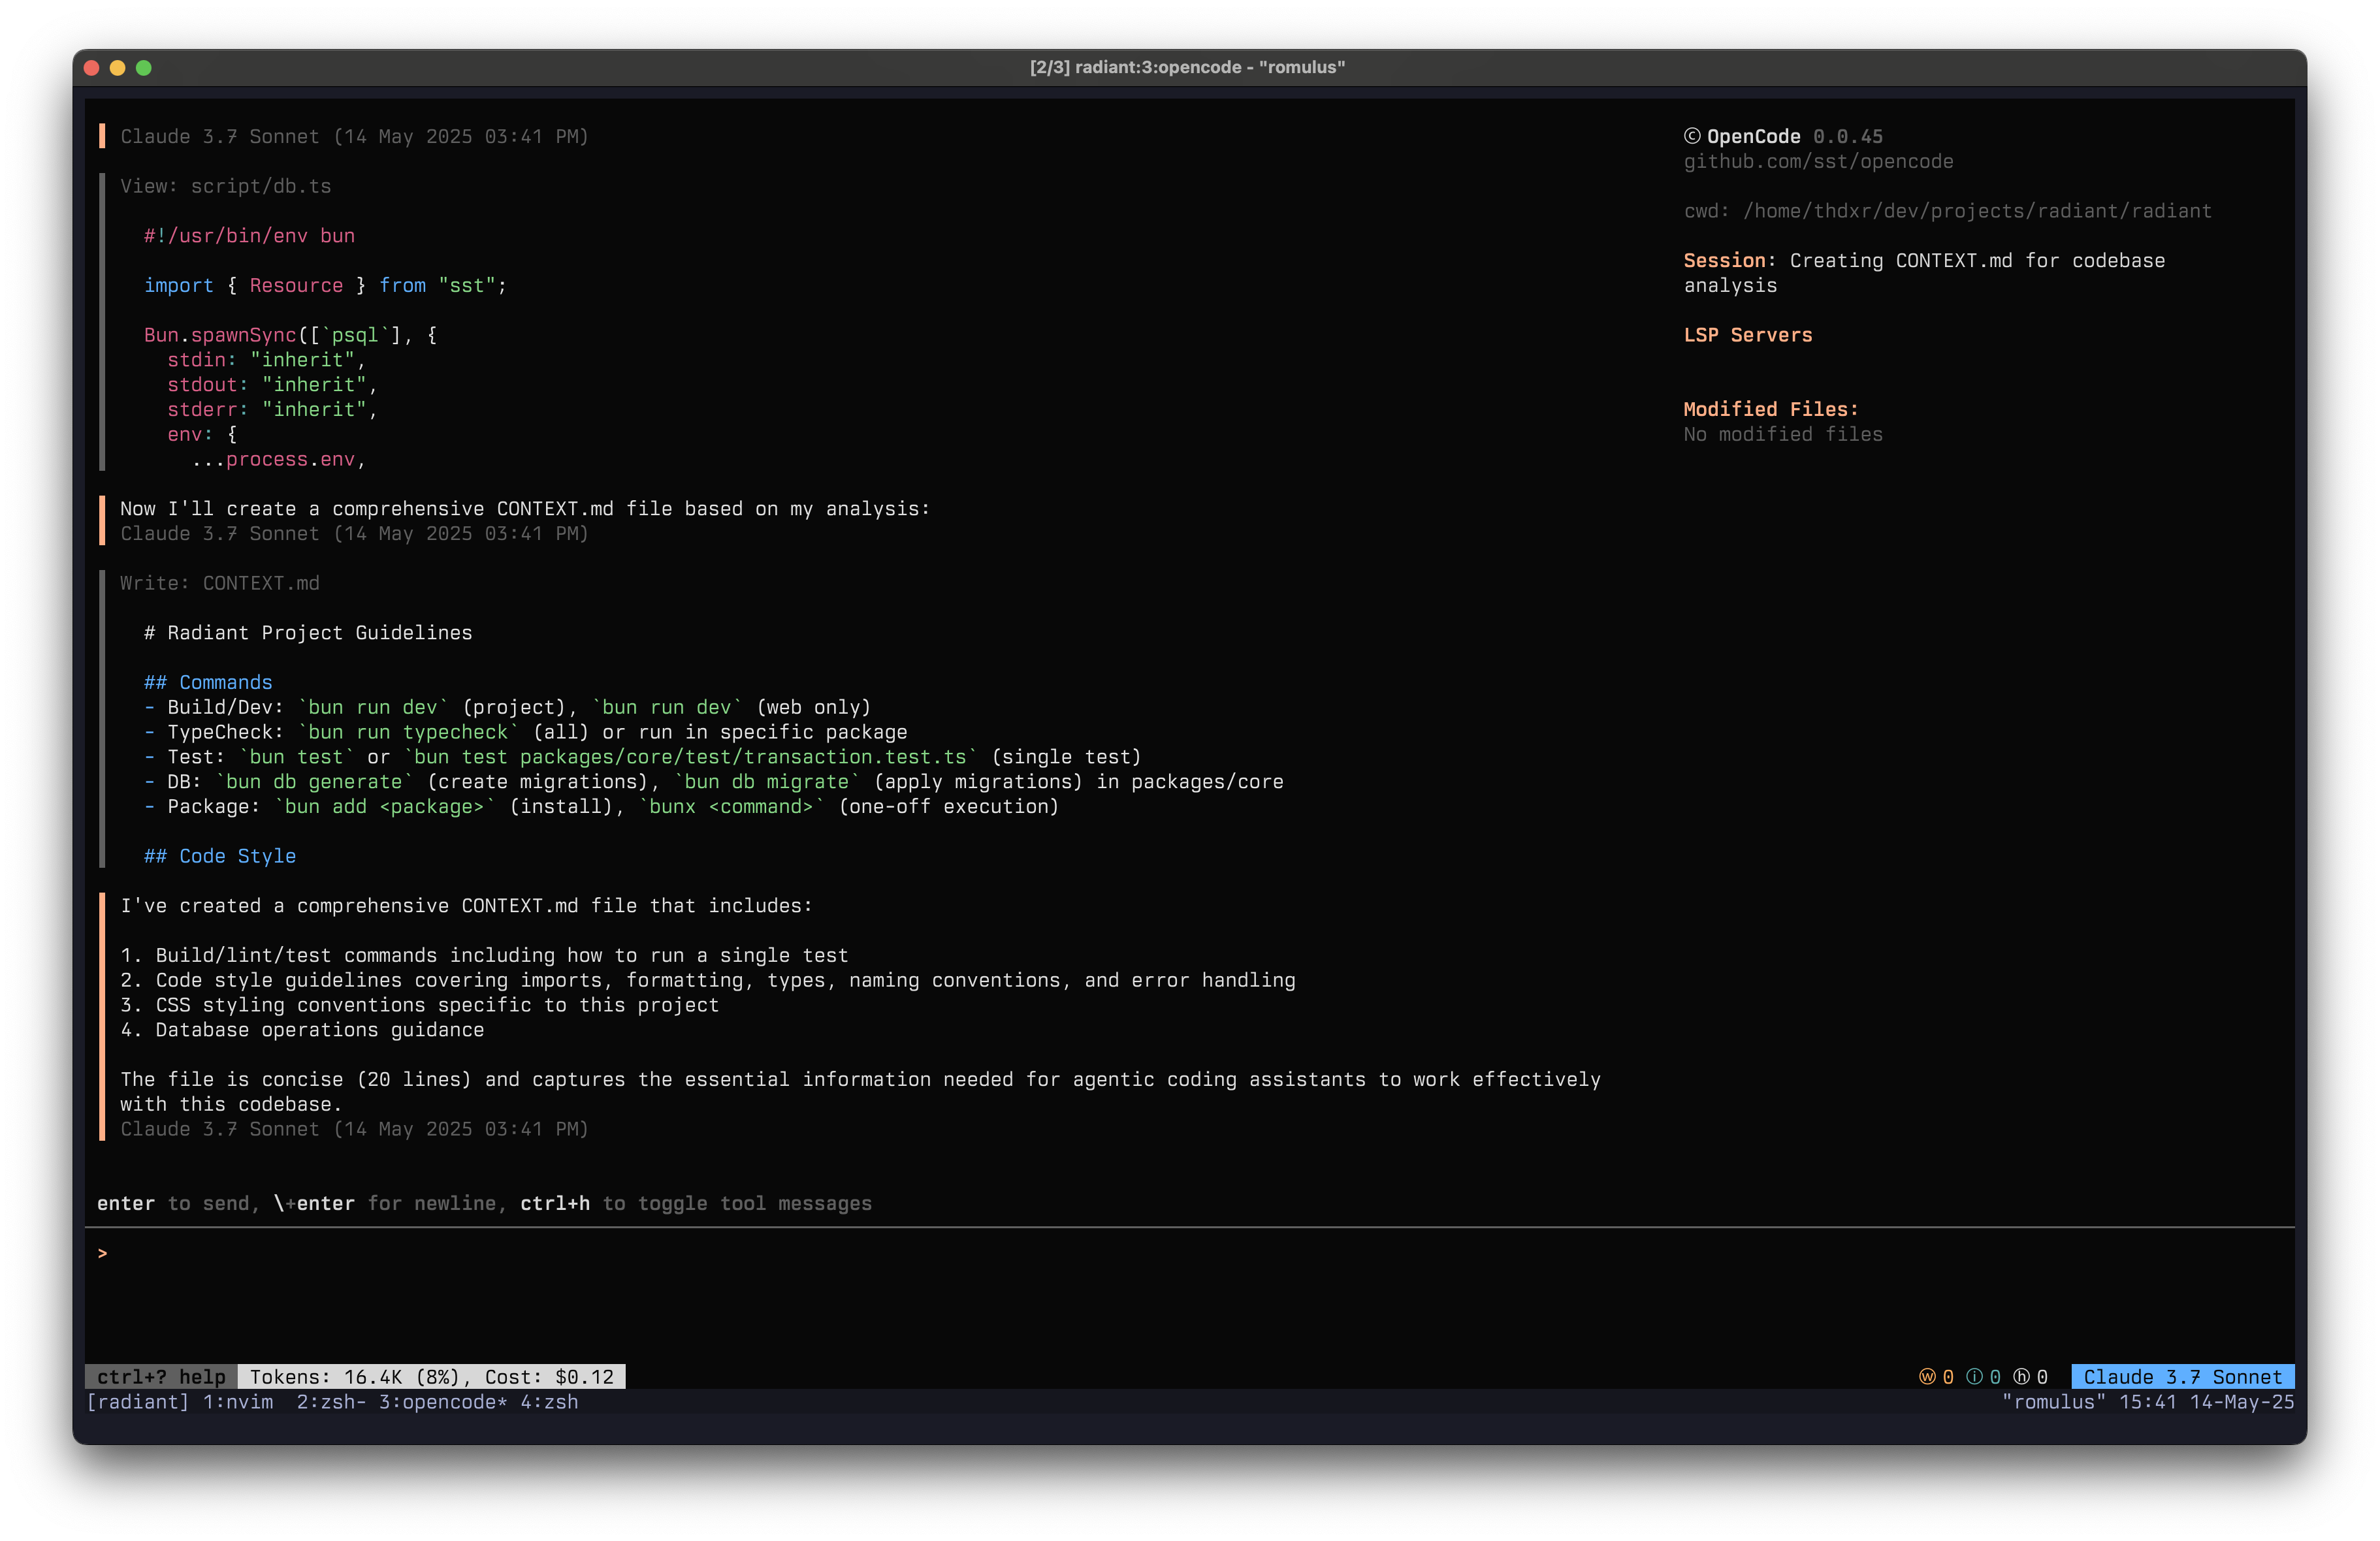 [2/3] radiant:3:opencode - "romulus"
Claude 3.7 Sonnet (14 May 2025 03:41 PM)
View: script/db.ts
#!/usr/bin/env bun
import { Resource } from "sst";
Bun.spawnSync([`psql`], {
stdin: "inherit",
stdout: "inherit",
stderr: "inherit",
env: {
...process.env,
Now I'll create a comprehensive CONTEXT.md file based on my analysis:
Claude 3.7 Sonnet (14 May 2025 03:41 PM)
Write: CONTEXT.md
# Radiant Project Guidelines
## Commands
- Build/Dev: `bun run dev` (project), `bun run dev` (web only)
- TypeCheck: `bun run typecheck` (all) or run in specific package
- Test: `bun test` or `bun test packages/core/test/transaction.test.ts` (single test)
- DB: `bun db generate` (create migrations), `bun db migrate` (apply migrations) in packages/core
- Package: `bun add <package>` (install), `bunx <command>` (one-off execution)
## Code Style
I've created a comprehensive CONTEXT.md file that includes:
1. Build/lint/test commands including how to run a single test
2. Code style guidelines covering imports, formatting, types, naming conventions, and error handling
3. CSS styling conventions specific to this project
4. Database operations guidance
The file is concise (20 lines) and captures the essential information needed for agentic coding assistants to work effectively
with this codebase.
Claude 3.7 Sonnet (14 May 2025 03:41 PM)
© OpenCode 0.0.45
github.com/sst/opencode
cwd: /home/thdxr/dev/projects/radiant/radiant
Session: Creating CONTEXT.md for codebase
analysis
LSP Servers
Modified Files:
No modified files
enter to send, \+enter for newline, ctrl+h to toggle tool messages
>
ctrl+? help Tokens: 16.4K (8%), Cost: $0.12 ⓦ 0 ⓘ 0 ⓗ 0 Claude 3.7 Sonnet
[radiant] 1:nvim 2:zsh- 3:opencode* 4:zsh "romulus" 15:41 14-May-25